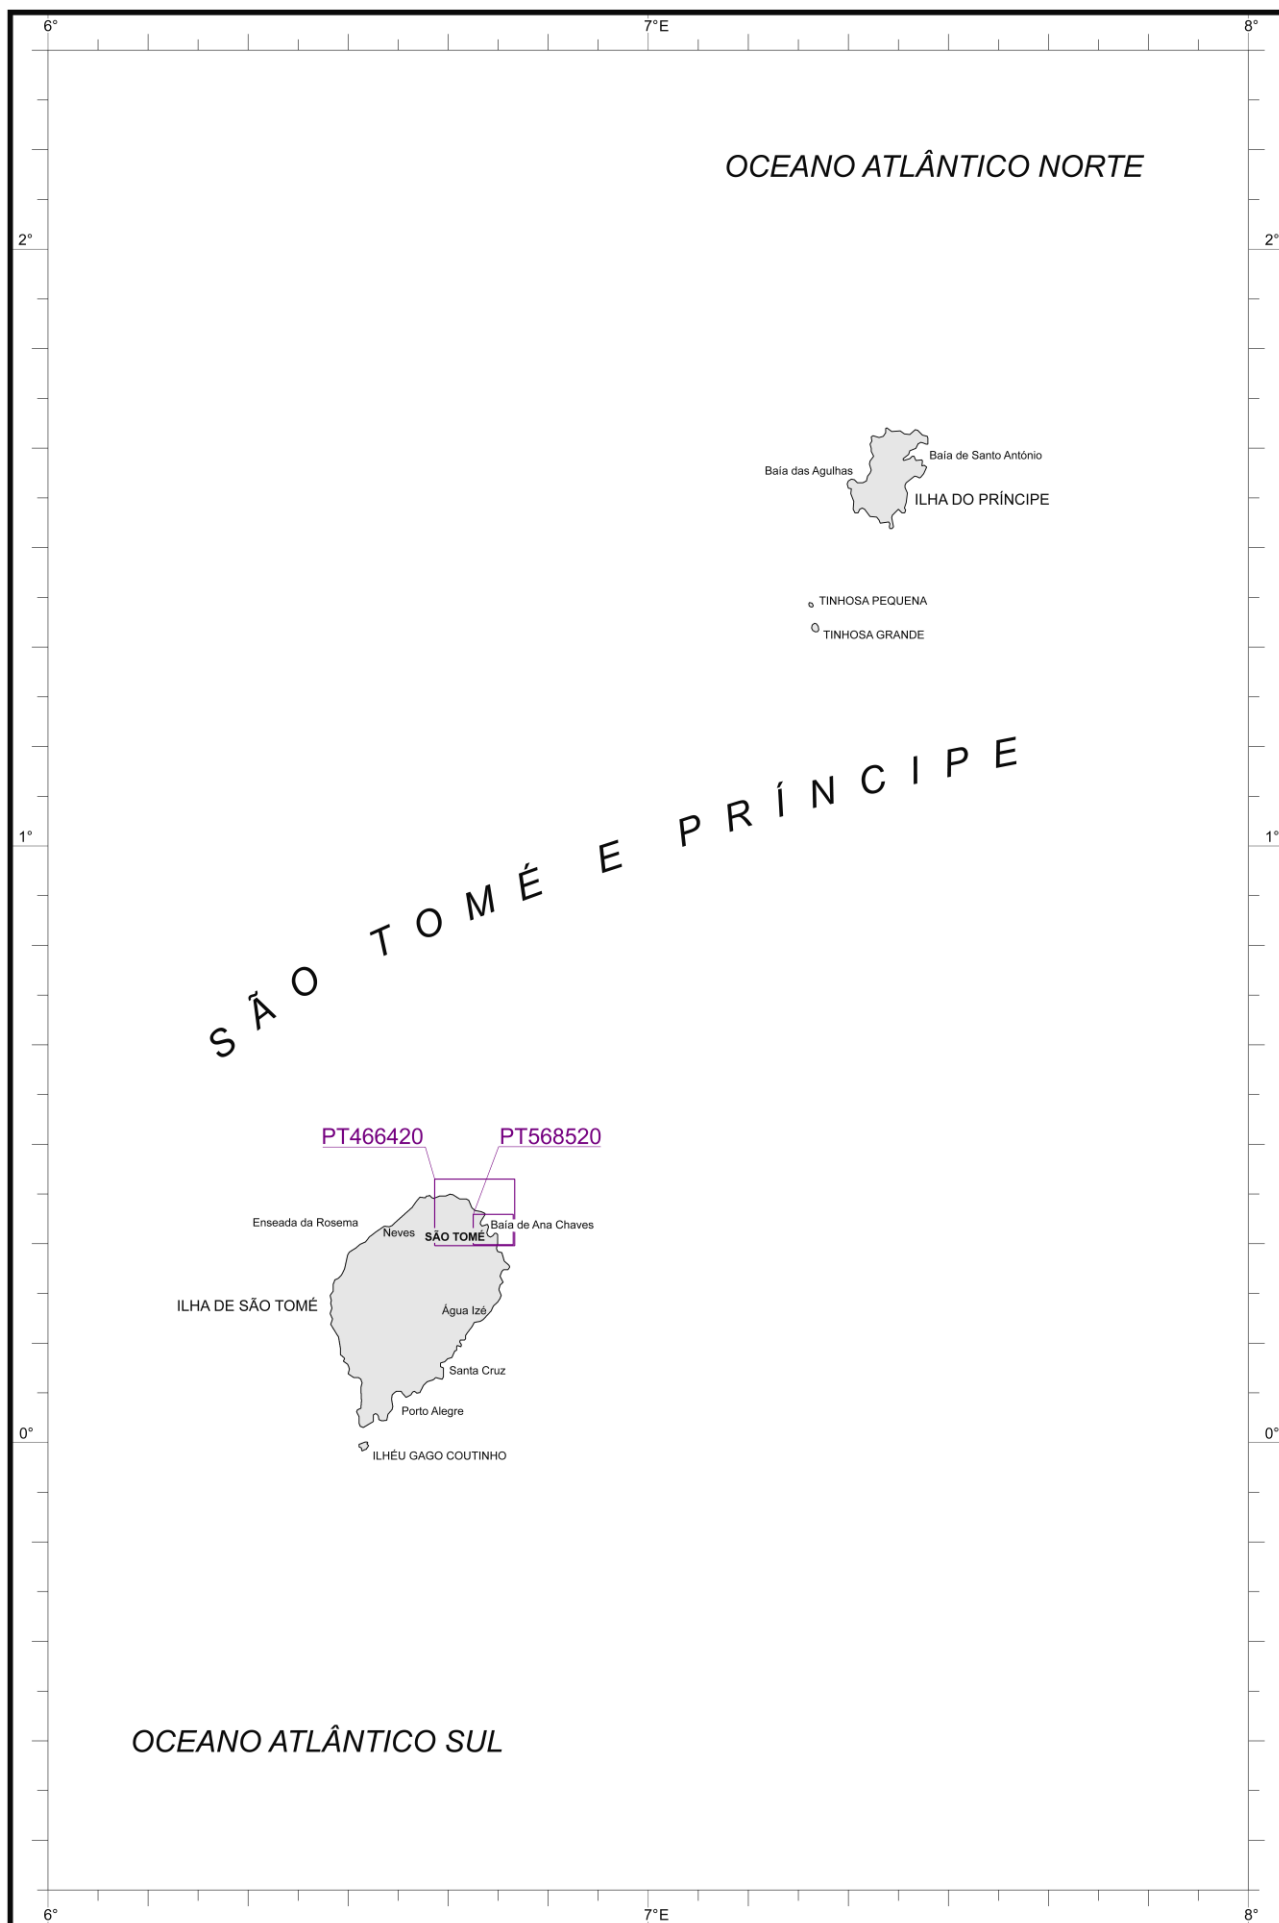 6° 7°E 8°
OCEANO ATLÂNTICO NORTE
2° 2°
Baía de Santo António
Baía das Agulhas
ILHA DO PRÍNCIPE
TINHOSA PEQUENA
TINHOSA GRANDE
SÃO TOMÉ E PRÍNCIPE
1° 1°
PT466420 PT568520
Enseada da Rosema
Baía de Ana Chaves
Neves
SÃO TOMÉ
ILHA DE SÃO TOMÉ
Água Izé
Santa Cruz
Porto Alegre
0° 0°
ILHÉU GAGO COUTINHO
OCEANO ATLÂNTICO SUL
6° 7°E 8°